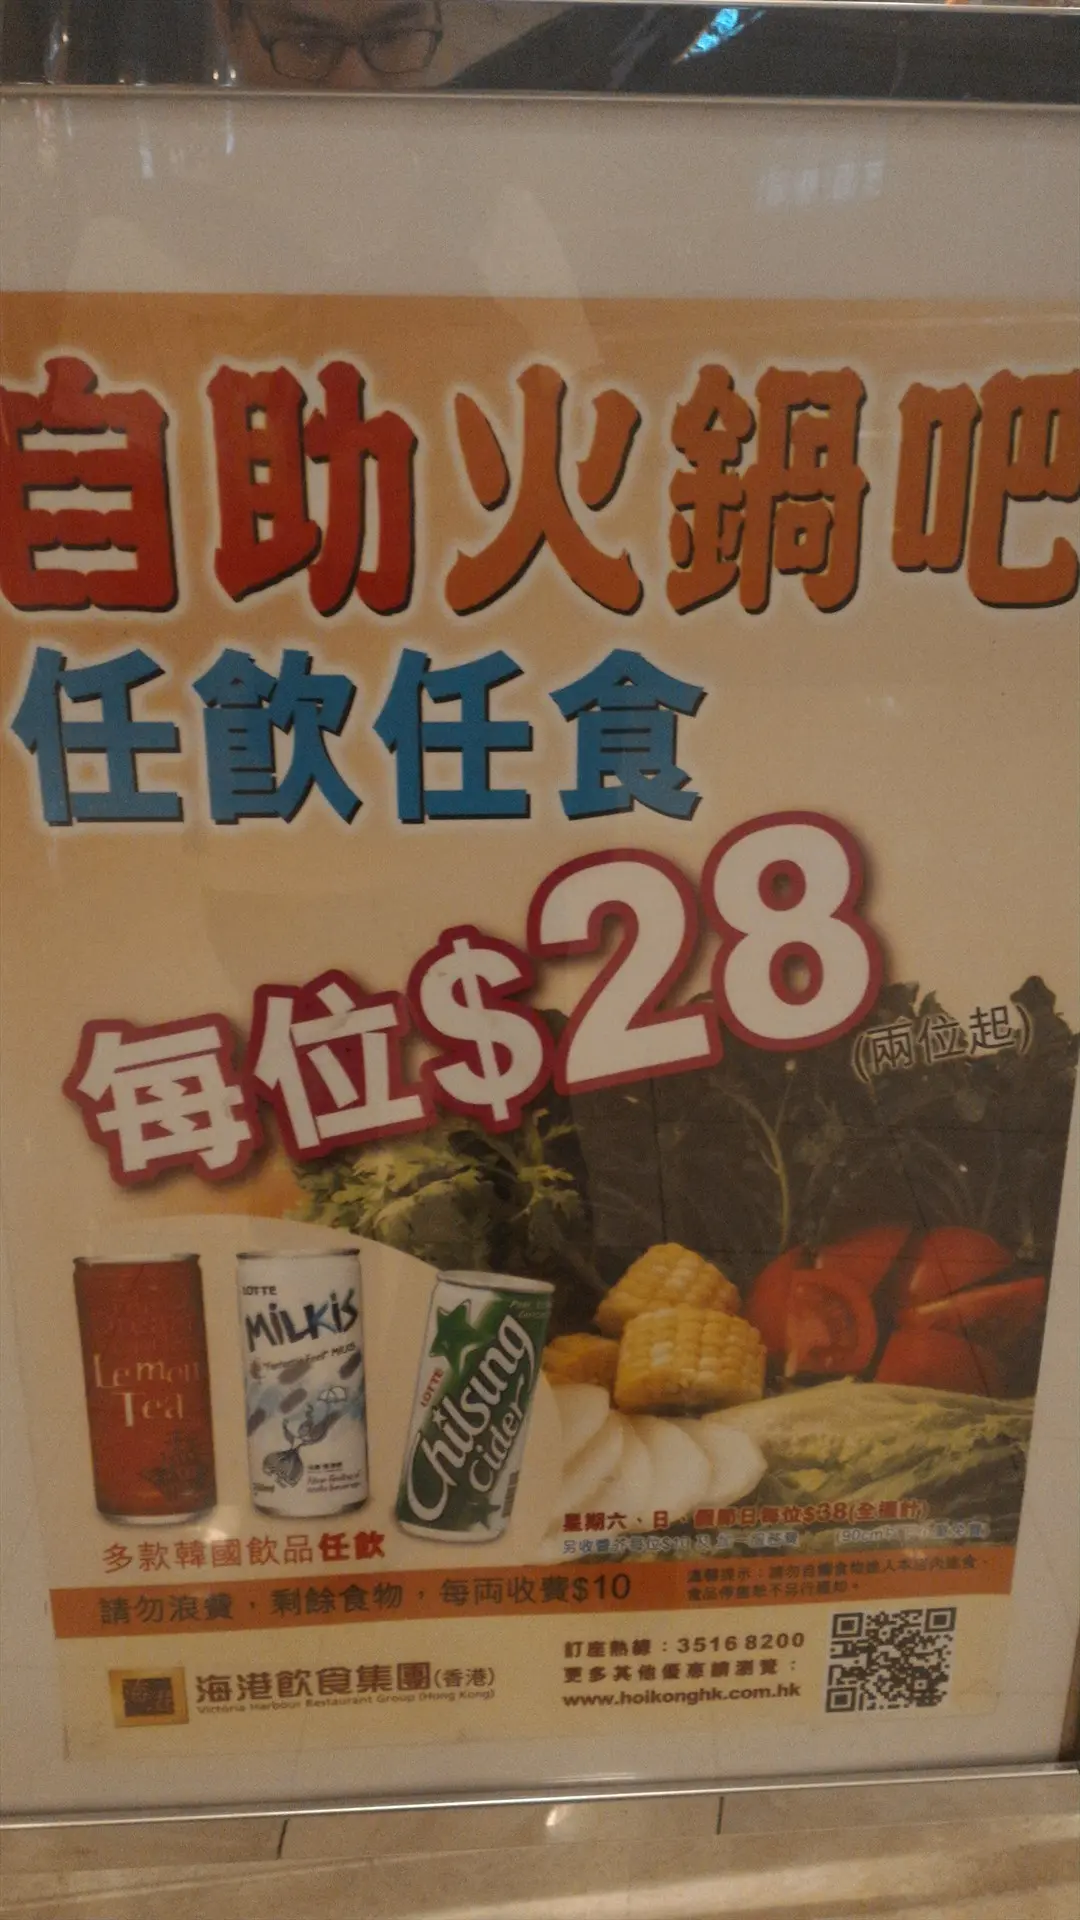 自助火鍋吧
任飲任食
每位$28
(兩位起)
Lemon
Tea
LOTTE
MiLKiS
LOTTE
Chilsung
Cider
多款韓國飲品任飲
星期六、日、假期日每位$38(全場計)
請勿浪費，剩餘食物，每両收費$10
海港飲食集團(香港)
Victoria Harbour Restaurant Group (Hong Kong)
訂座熱線：3516 8200
更多其他優惠請瀏覽：
www.hoikonghk.com.hk